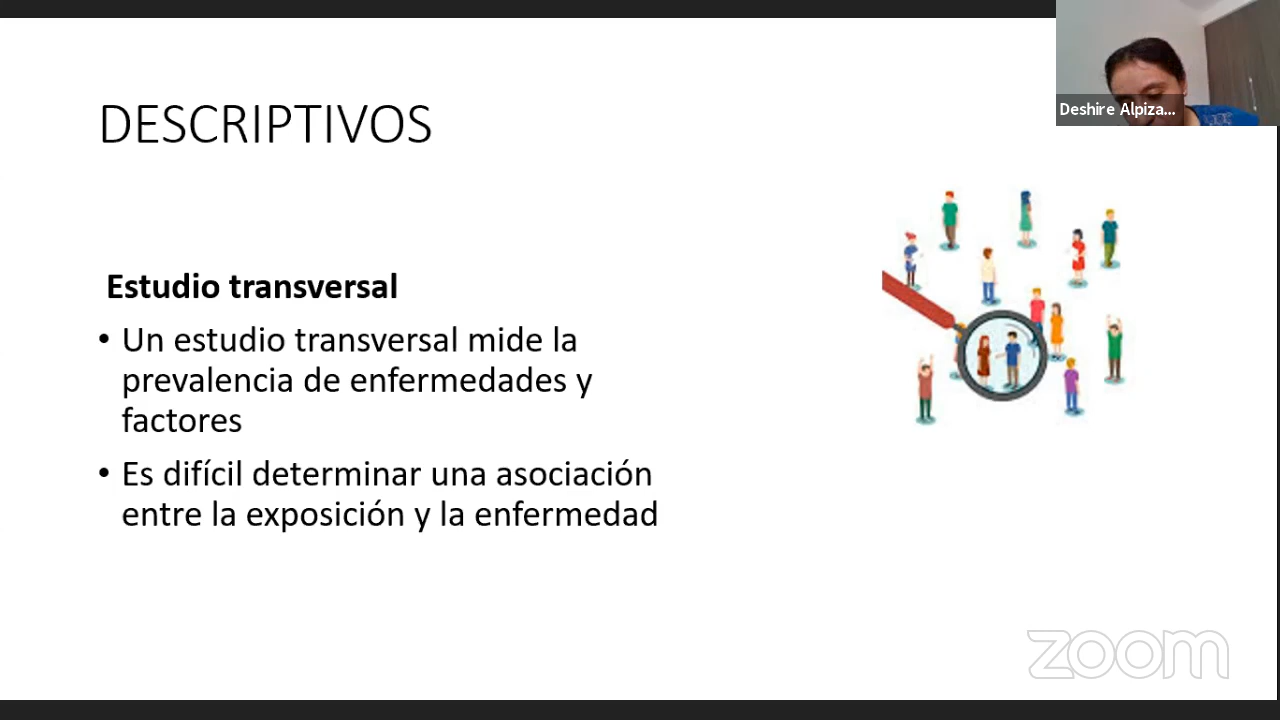 Deshire Alpiza...
DESCRIPTIVOS
Estudio transversal
• Un estudio transversal mide la
prevalencia de enfermedades y
factores
• Es difícil determinar una asociación
entre la exposición y la enfermedad
zoom